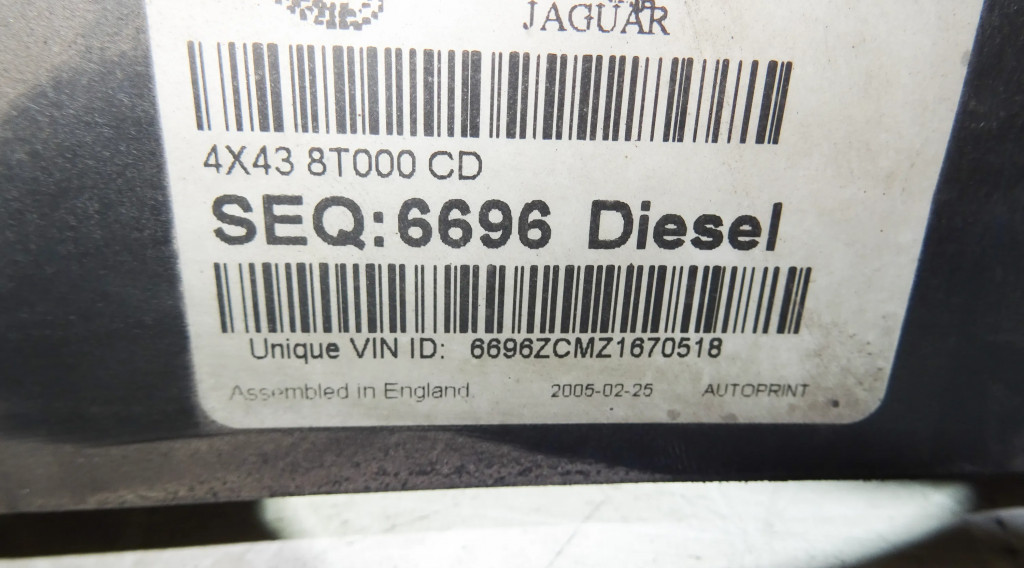 JAGUAR
4X43 8T000 CD
SEQ:6696 Diesel
Unique VIN ID: 6696ZCMZ1670518
Assembled in England. 2005-02-25 AUTOPRINT